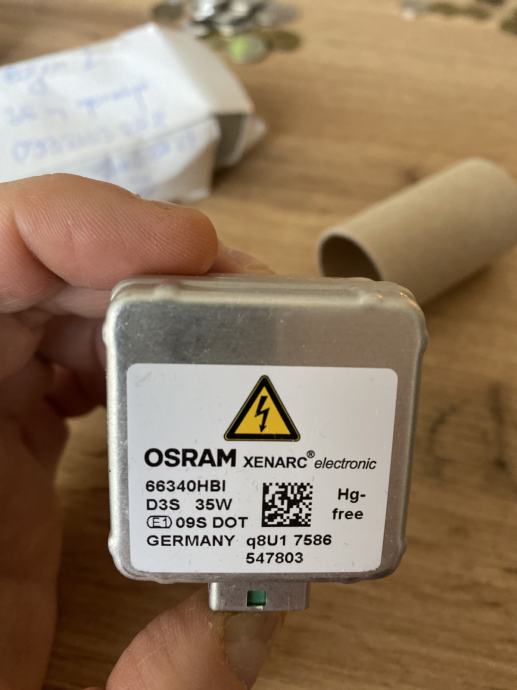 OSRAM XENARC® electronic
66340HBI
D3S 35W
Hg-
free
E1 09S DOT
GERMANY q8U1 7586
547803